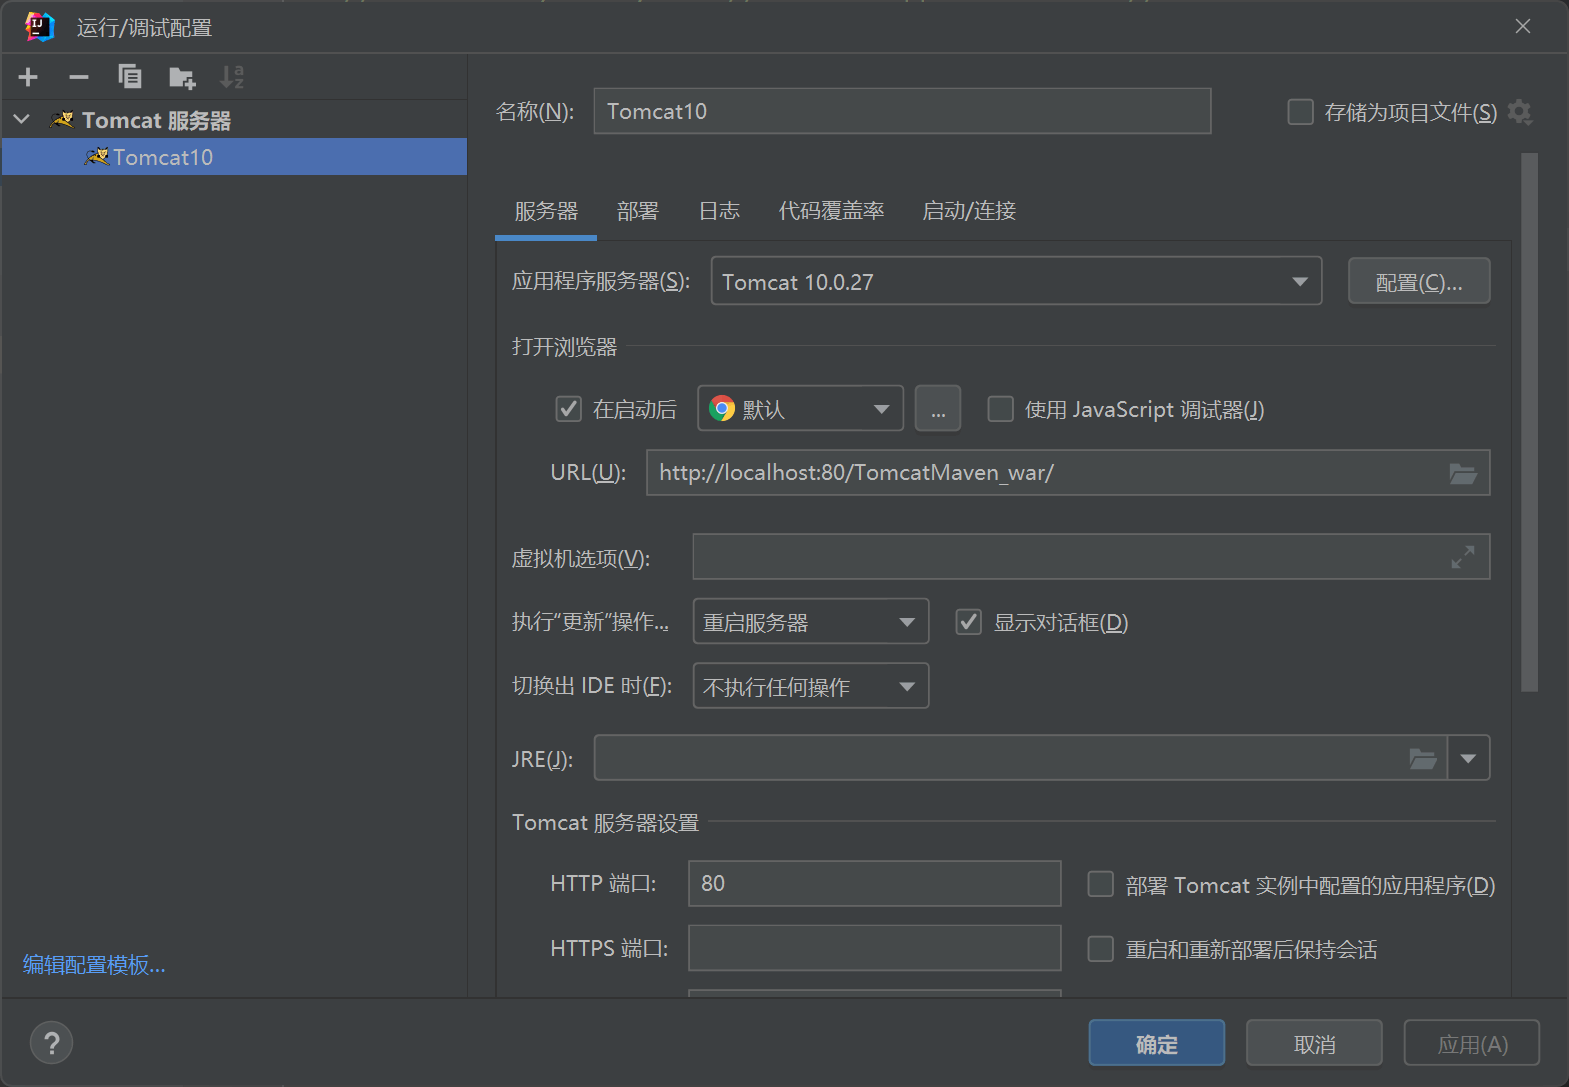 运行/调试配置
Tomcat 服务器
Tomcat10
编辑配置模板...
名称(N): Tomcat10 存储为项目文件(S)
服务器 部署 日志 代码覆盖率 启动/连接
应用程序服务器(S): Tomcat 10.0.27 配置(C)...
打开浏览器
在启动后 默认 ... 使用 JavaScript 调试器(J)
URL(U): http://localhost:80/TomcatMaven_war/
虚拟机选项(V):
执行“更新”操作... 重启服务器 显示对话框(D)
切换出 IDE 时(F): 不执行任何操作
JRE(J):
Tomcat 服务器设置
HTTP 端口: 80 部署 Tomcat 实例中配置的应用程序(D)
HTTPS 端口: 重启和重新部署后保持会话
? 确定 取消 应用(A)